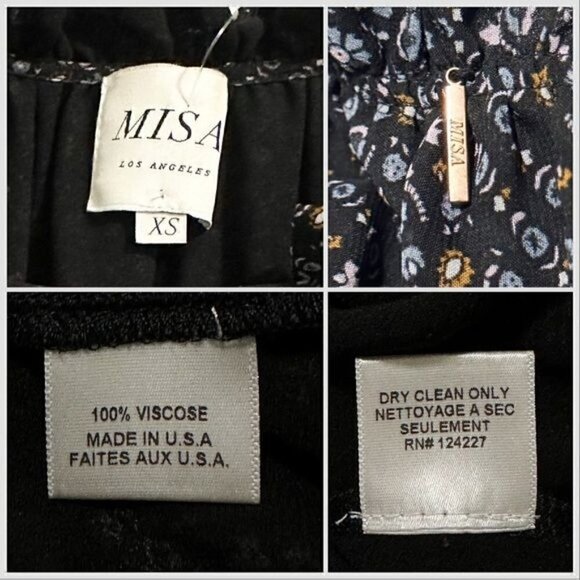 MISA
LOS ANGELES
XS
MISA
100% VISCOSE
MADE IN U.S.A
FAITES AUX U.S.A.
DRY CLEAN ONLY
NETTOYAGE A SEC
SEULEMENT
RN# 124227